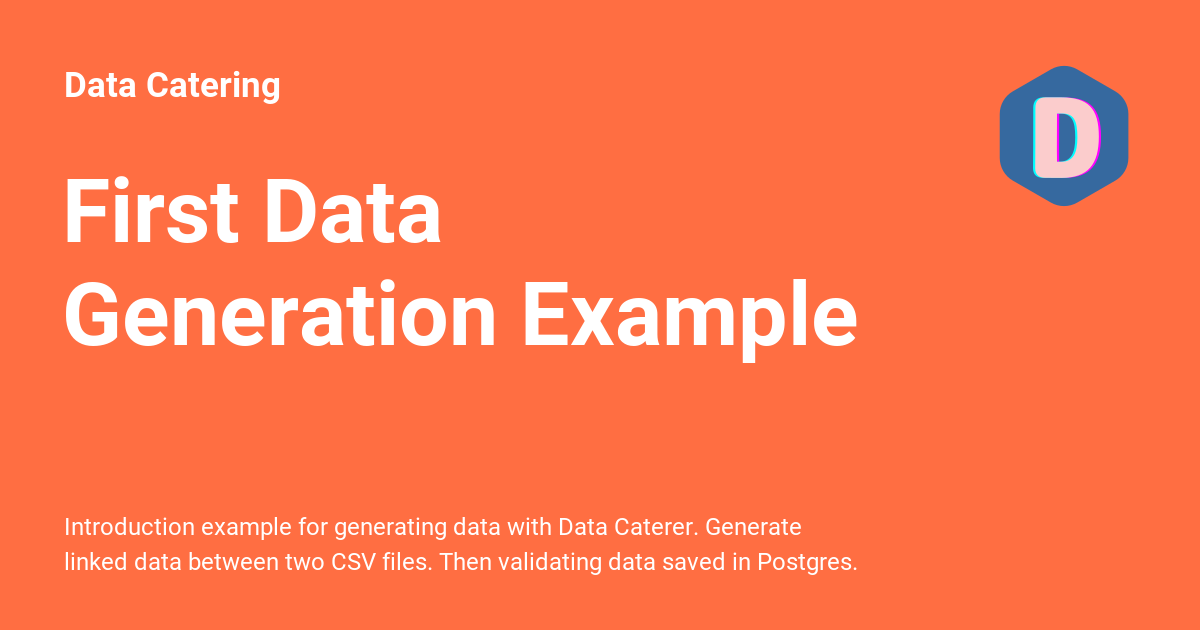 Data Catering
D
First Data
Generation Example
Introduction example for generating data with Data Caterer. Generate
linked data between two CSV files. Then validating data saved in Postgres.